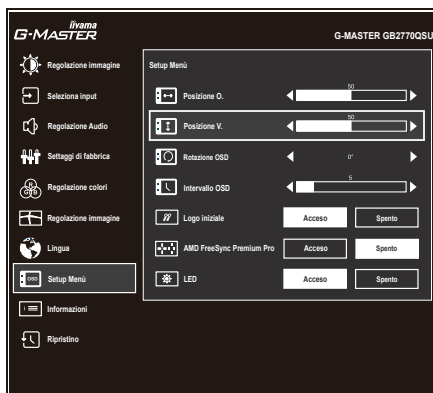 iiyama
G-MASTER
G-MASTER GB2770QSU
Regolazione immagine
Seleziona input
Regolazione Audio
Settaggi di fabbrica
R
G B
Regolazione colori
Regolazione immagine
Lingua
OSD
Setup Menù
Informazioni
Ripristino
Setup Menù
Posizione O.
50
Posizione V.
50
Rotazione OSD
0°
Intervallo OSD
5
Logo iniziale
Acceso
Spento
AMD FreeSync Premium Pro
Acceso
Spento
LED
Acceso
Spento